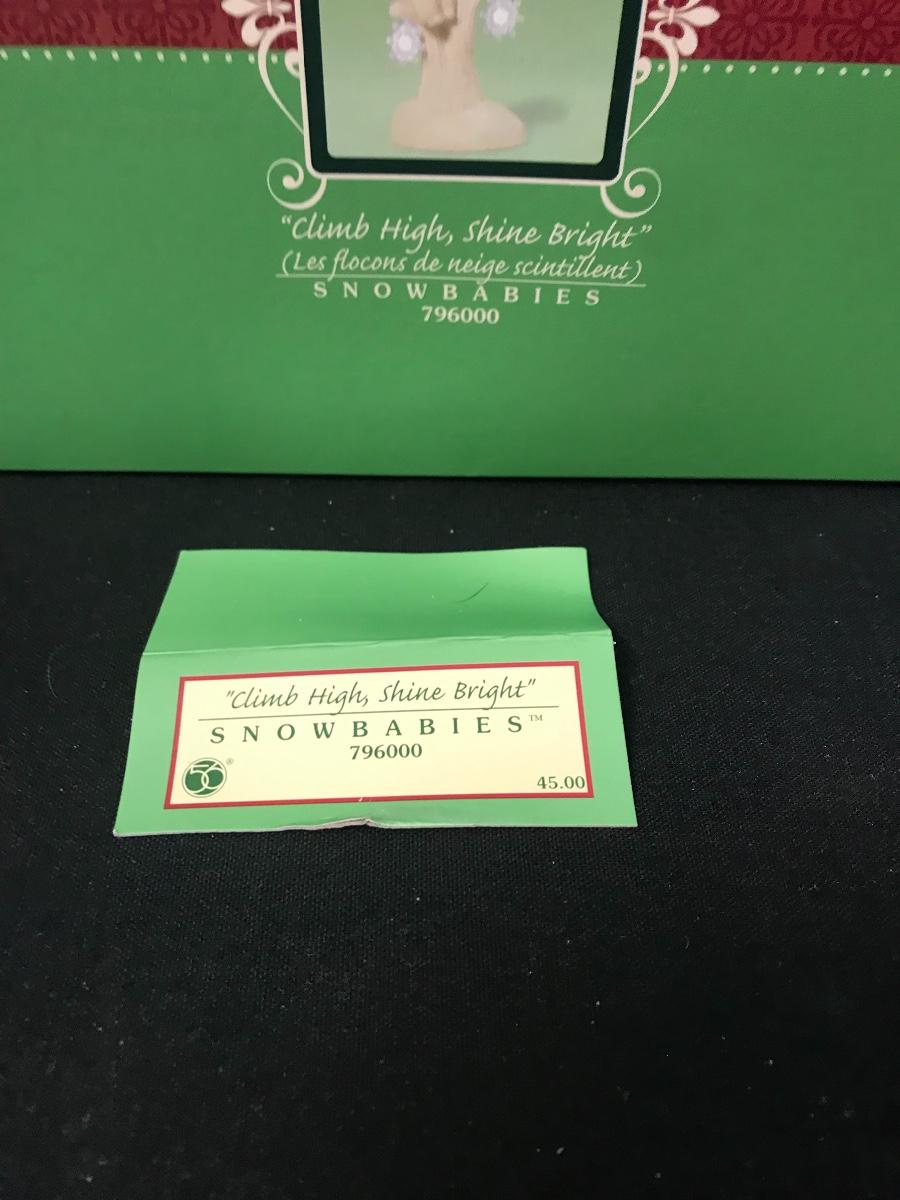 “Climb High, Shine Bright”
(Les flocons de neige scintillent)
SNOWBABIES
796000
"Climb High, Shine Bright"
SNOWBABIES™
796000
56®
45.00